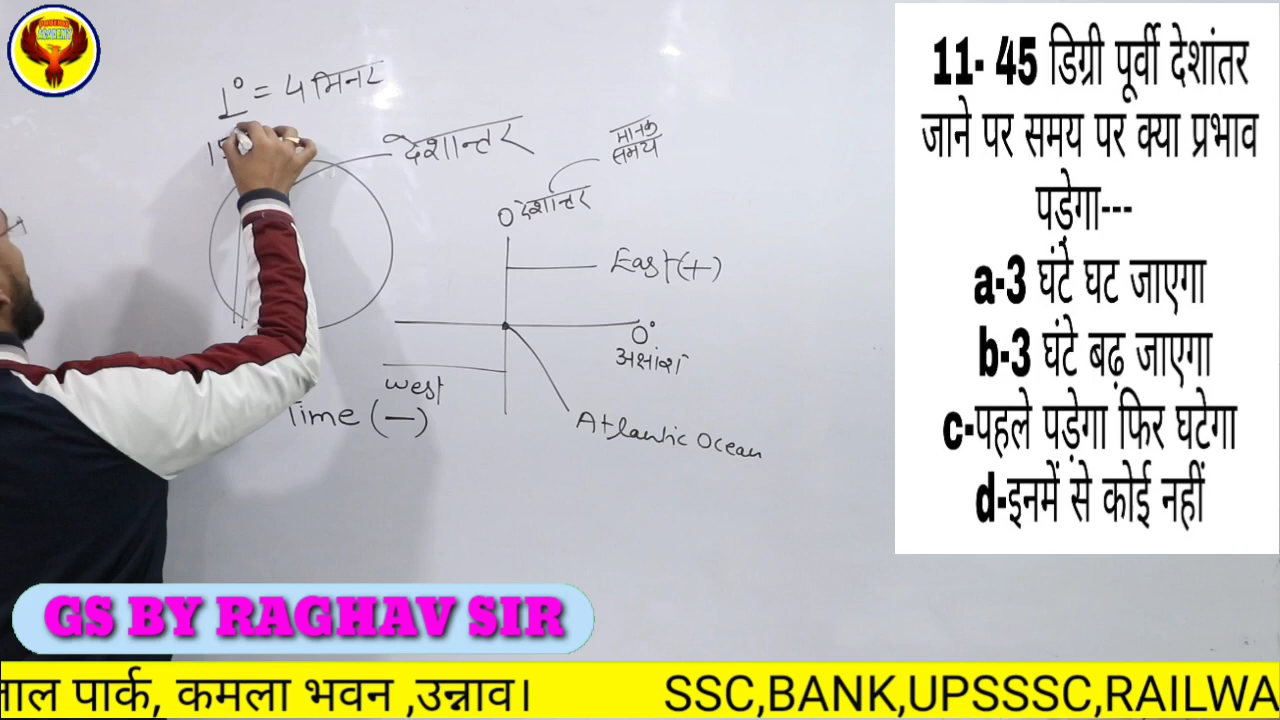 ACADEMY
1° = 4 मिनट
15
देशान्तर
मानक
समय
0 देशान्तर
East (+)
0°
अक्षांश
west
Time (—)
Atlantic Ocean
11- 45 डिग्री पूर्वी देशांतर
जाने पर समय पर क्या प्रभाव
पड़ेगा---
a-3 घंटे घट जाएगा
b-3 घंटे बढ़ जाएगा
c-पहले पड़ेगा फिर घटेगा
d-इनमें से कोई नहीं
GS BY RAGHAV SIR
लाल पार्क, कमला भवन ,उन्नाव। SSC,BANK,UPSSSC,RAILWA